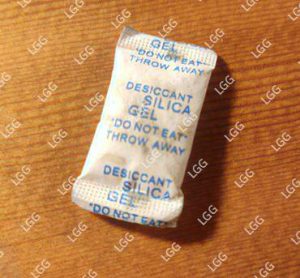 GEL
"DO NOT EAT"
THROW AWAY
DESICCANT
SILICA
GEL
"DO NOT EAT"
THROW AWAY
DESICCANT
SILICA
GEL
"DO NOT EAT"
LGG